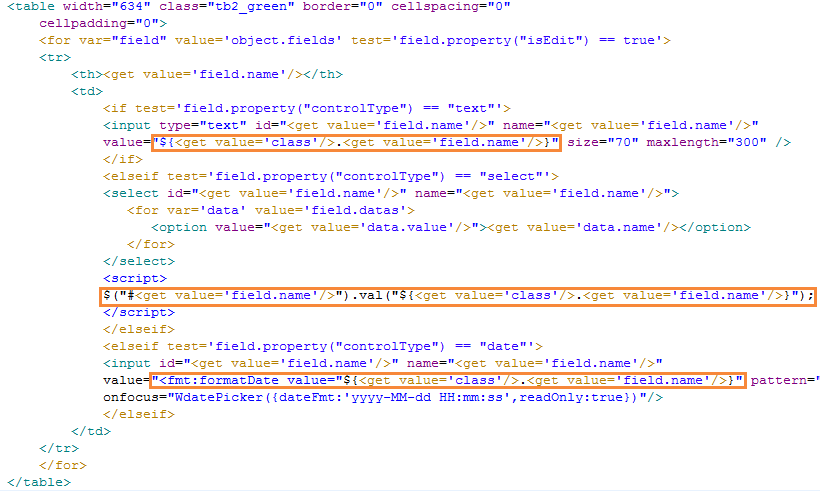 <table width="634" class="tb2_green" border="0" cellspacing="0"
cellpadding="0">
<for var="field" value='object.fields' test='field.property("isEdit") == true'>
<tr>
<th><get value='field.name'/></th>
<td>
<if test='field.property("controlType") == "text"'>
<input type="text" id="<get value='field.name'/>" name="<get value='field.name'/>"
value="${<get value='class'/>.<get value='field.name'/>}" size="70" maxlength="300" />
</if>
<elseif test='field.property("controlType") == "select"'>
<select id="<get value='field.name'/>" name="<get value='field.name'/>">
<for var='data' value='field.datas'>
<option value="<get value='data.value'/>"><get value='data.name'/></option>
</for>
</select>
<script>
$("#<get value='field.name'/>").val("${<get value='class'/>.<get value='field.name'/>}");
</script>
</elseif>
<elseif test='field.property("controlType") == "date"'>
<input id="<get value='field.name'/>" name="<get value='field.name'/>"
value="<fmt:formatDate value="${<get value='class'/>.<get value='field.name'/>}" pattern="
onfocus="WdatePicker({dateFmt:'yyyy-MM-dd HH:mm:ss',readOnly:true})"/>
</elseif>
</td>
</tr>
</for>
</table>